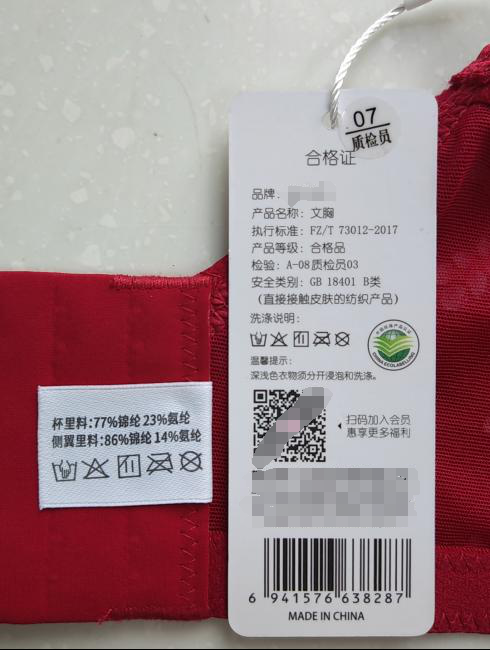 07
质检员
合格证
品牌:
产品名称: 文胸
执行标准: FZ/T 73012-2017
产品等级: 合格品
检验: A-08质检员03
安全类别: GB 18401 B类
(直接接触皮肤的纺织产品)
洗涤说明:
温馨提示:
深浅色衣物须分开浸泡和洗涤。
CHINA ECOLABELLING
扫码加入会员
惠享更多福利
6 941576 638287
MADE IN CHINA
杯里料:77%锦纶 23%氨纶
侧翼里料:86%锦纶 14%氨纶